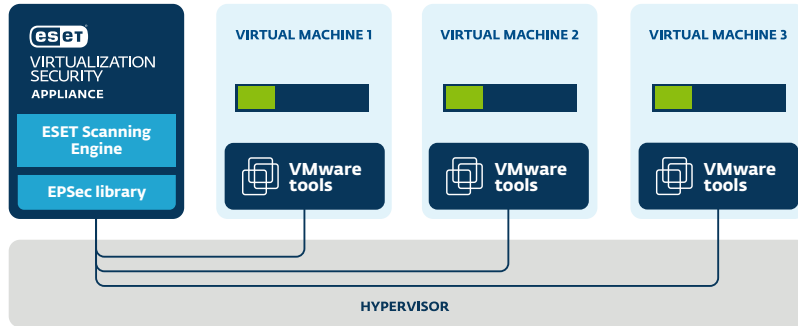 eset
VIRTUALIZATION
SECURITY
APPLIANCE
ESET Scanning
Engine
EPSec library
VIRTUAL MACHINE 1
VMware
tools
VIRTUAL MACHINE 2
VMware
tools
VIRTUAL MACHINE 3
VMware
tools
HYPERVISOR